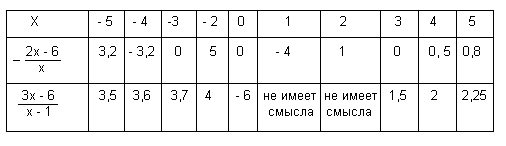 X - 5 - 4 -3 - 2 0 1 2 3 4 5
– 2x - 6 / x 3,2 - 3,2 0 5 0 - 4 1 0 0, 5 0,8
3x - 6 / x - 1 3,5 3,6 3,7 4 - 6 не имеет смысла не имеет смысла 1,5 2 2,25